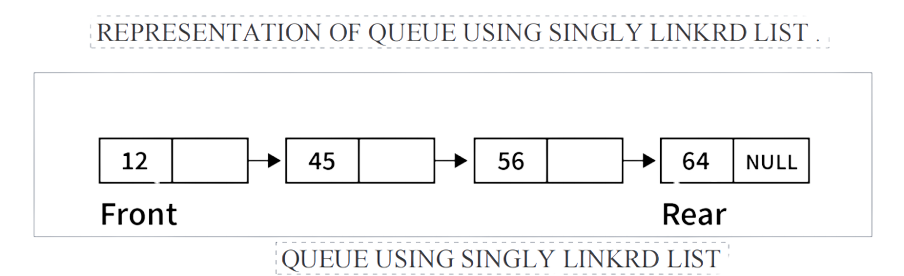 REPRESENTATION OF QUEUE USING SINGLY LINKRD LIST .
12 45 56 64 NULL
Front Rear
QUEUE USING SINGLY LINKRD LIST